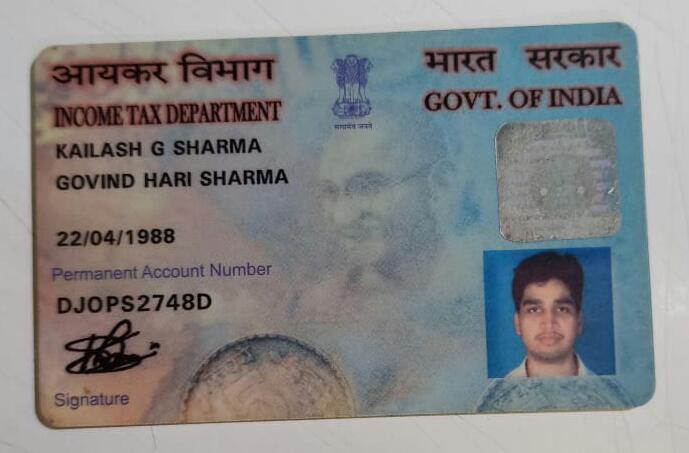 आयकर विभाग
भारत सरकार
INCOME TAX DEPARTMENT
GOVT. OF INDIA
सत्यमेव जयते
KAILASH G SHARMA
GOVIND HARI SHARMA
22/04/1988
Permanent Account Number
DJOPS2748D
Signature